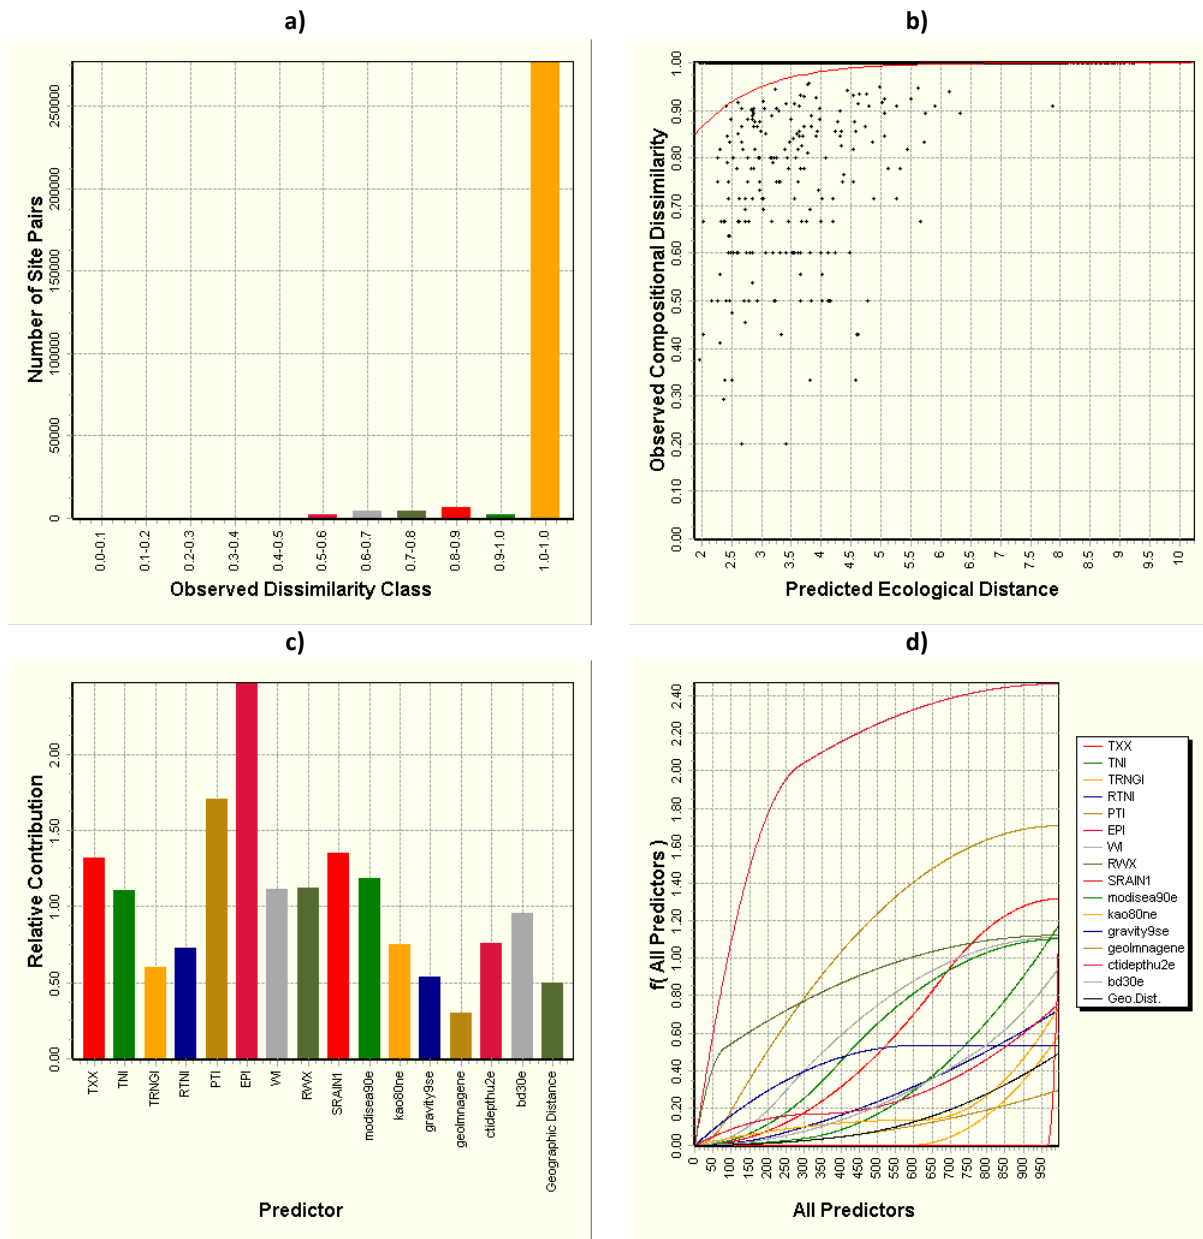 a)
Number of Site Pairs
250000
200000
150000
100000
50000
0
0.0-0.1
0.1-0.2
0.2-0.3
0.3-0.4
0.4-0.5
0.5-0.6
0.6-0.7
0.7-0.8
0.8-0.9
0.9-1.0
1.0-1.0
Observed Dissimilarity Class
b)
Observed Compositional Dissimilarity
1.00
0.90
0.80
0.70
0.60
0.50
0.40
0.30
0.20
0.10
0.00
2
2.5
3
3.5
4
4.5
5
5.5
6
6.5
7
7.5
8
8.5
9
9.5
10
Predicted Ecological Distance
c)
Relative Contribution
2.00
1.50
1.00
0.50
0.00
TXX
TNI
TRNGI
RTNI
PTI
EPI
WI
RWX
SRAIN1
modisea90e
kao80ne
gravity9se
geolmnagene
ctidepthu2e
bd30e
Geographic Distance
Predictor
d)
f( All Predictors )
2.40
2.20
2.00
1.80
1.60
1.40
1.20
1.00
0.80
0.60
0.40
0.20
0.00
0
50
100
150
200
250
300
350
400
450
500
550
600
650
700
750
800
850
900
950
All Predictors
TXX
TNI
TRNGI
RTNI
PTI
EPI
WI
RWX
SRAIN1
modisea90e
kao80ne
gravity9se
geolmnagene
ctidepthu2e
bd30e
Geo.Dist.